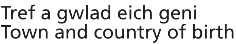 Tref a gwlad eich geni
Town and country of birth